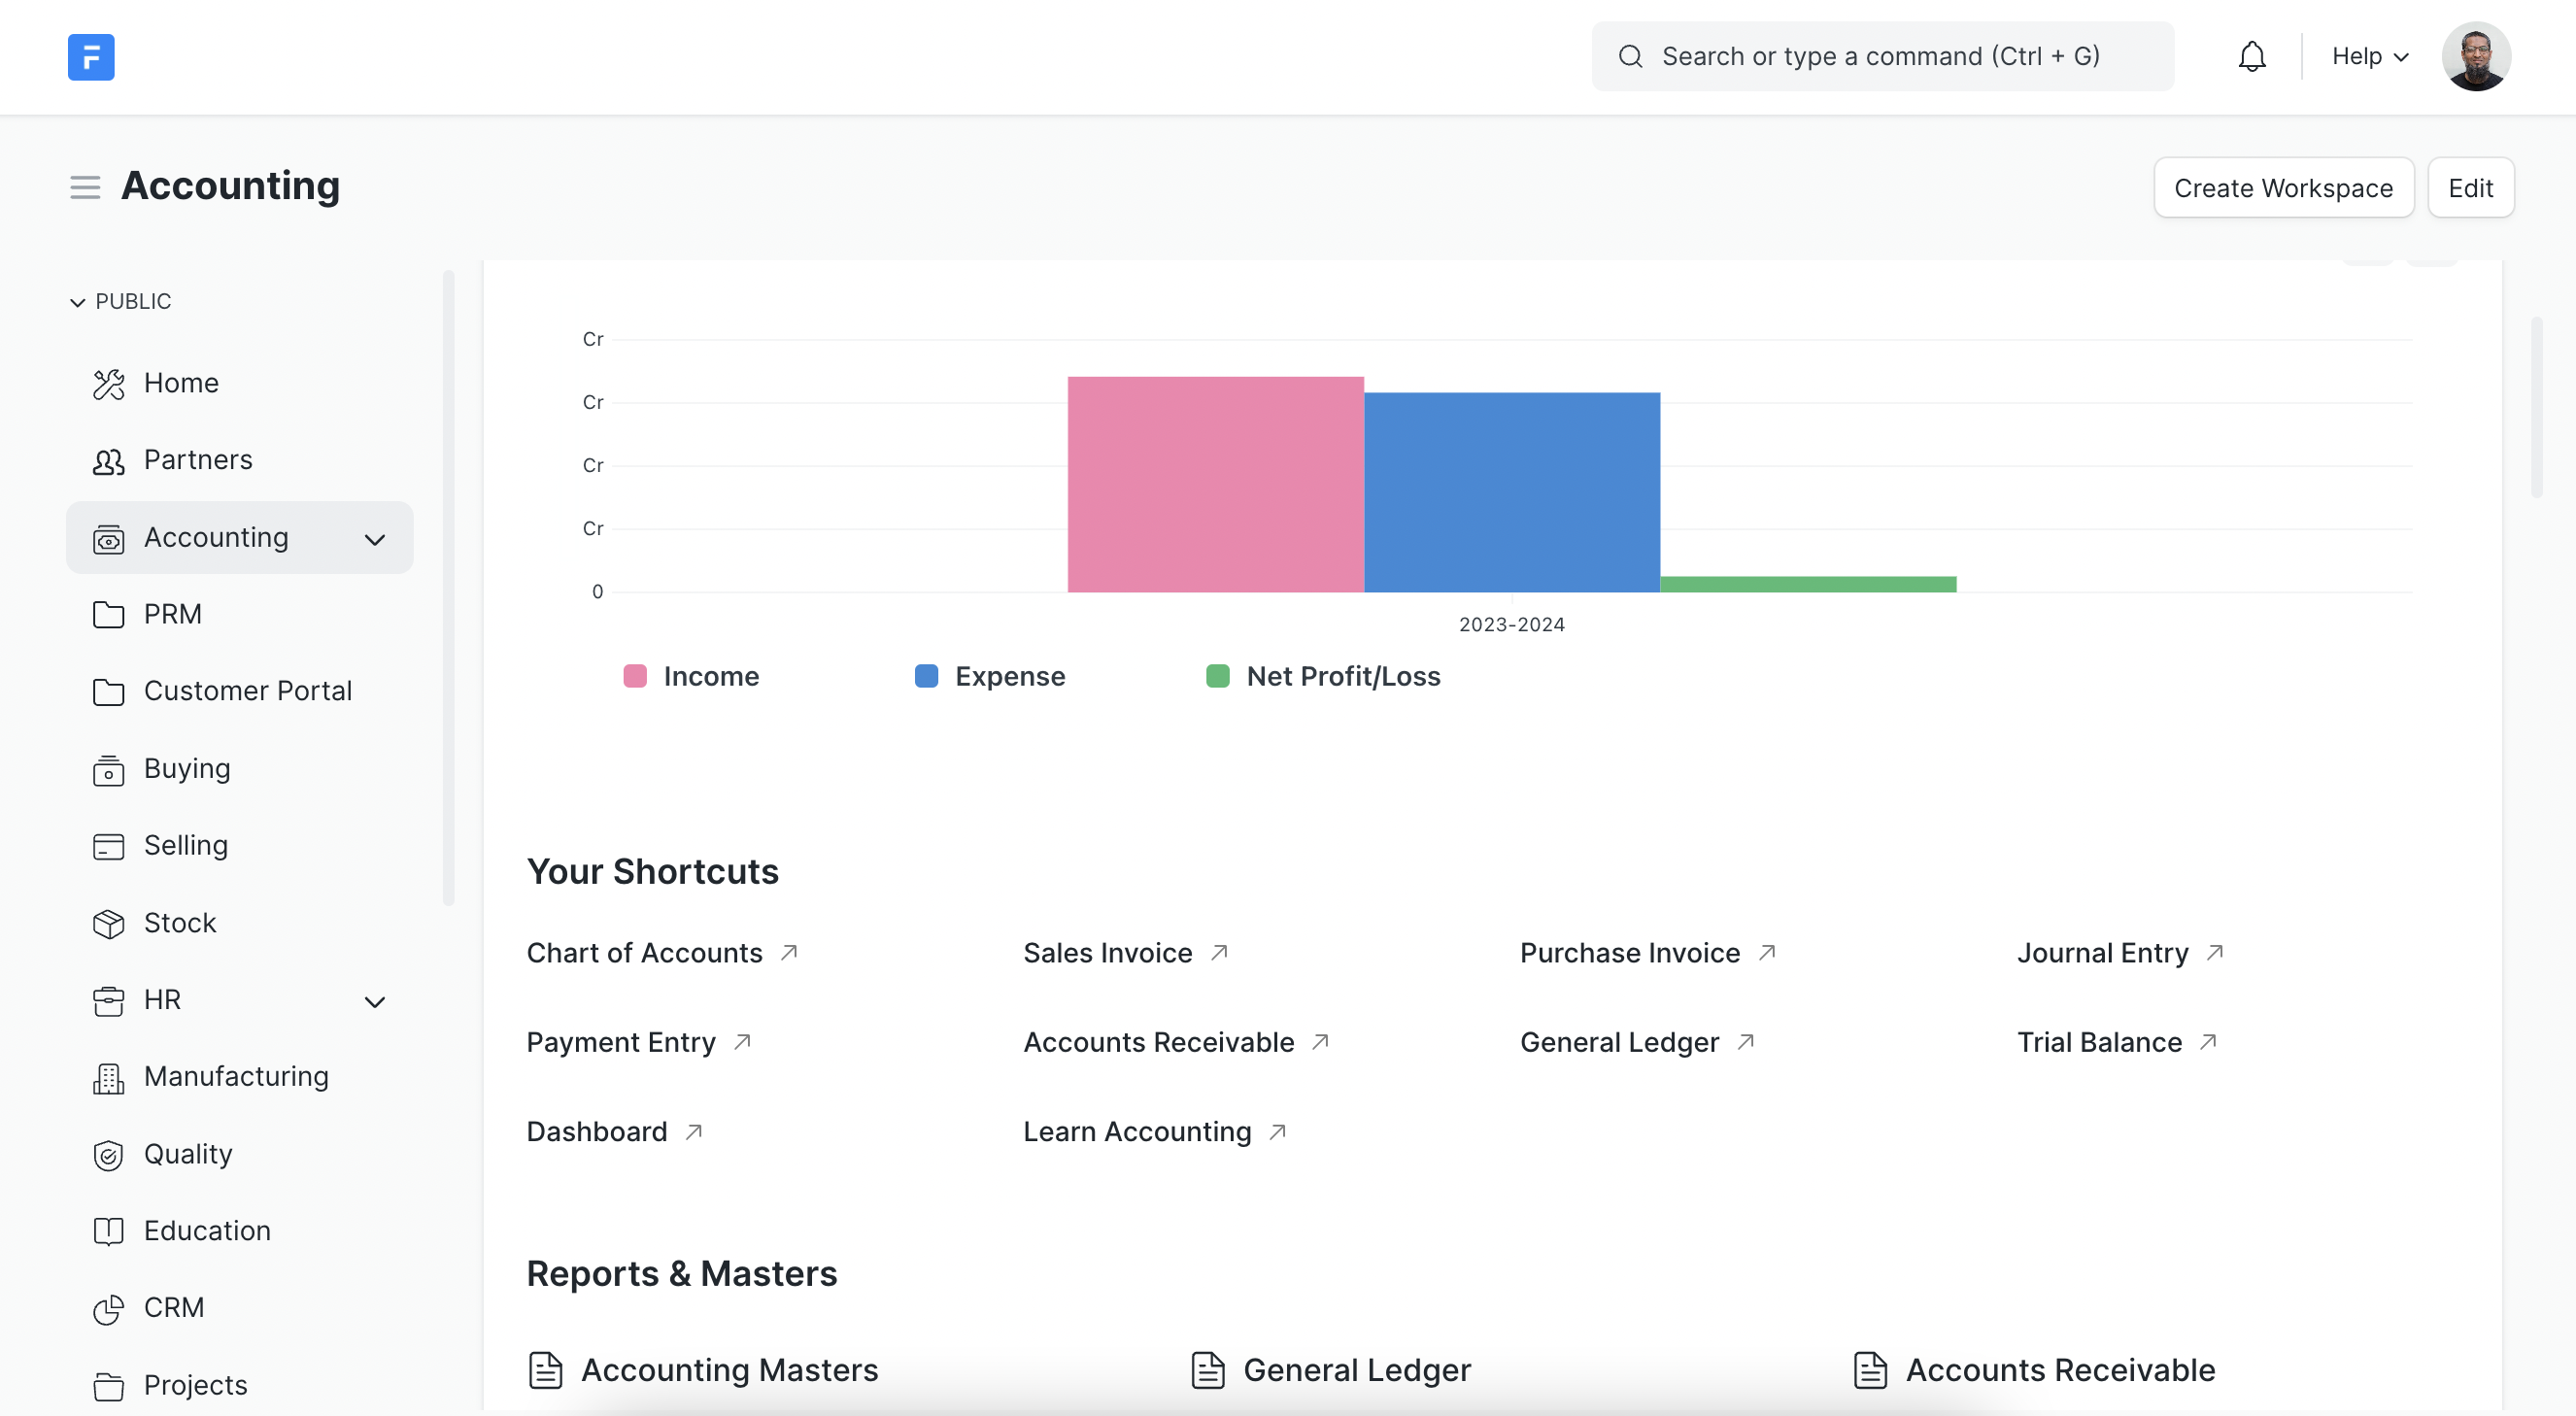 Search or type a command (Ctrl + G)
Help
Accounting
Create Workspace
Edit
PUBLIC
Home
Partners
Accounting
PRM
Customer Portal
Buying
Selling
Stock
HR
Manufacturing
Quality
Education
CRM
Projects
Cr
Cr
Cr
Cr
0
2023-2024
Income
Expense
Net Profit/Loss
Your Shortcuts
Chart of Accounts
Sales Invoice
Purchase Invoice
Journal Entry
Payment Entry
Accounts Receivable
General Ledger
Trial Balance
Dashboard
Learn Accounting
Reports & Masters
Accounting Masters
General Ledger
Accounts Receivable